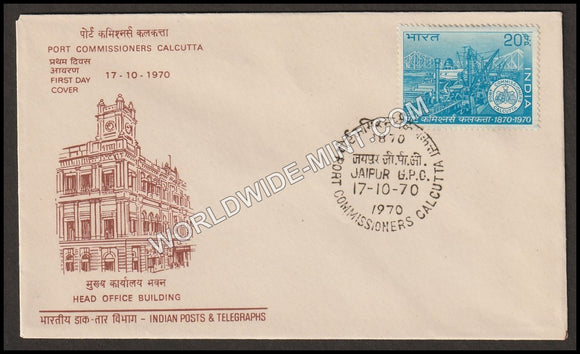 पोर्ट कमिश्नर्स कलकत्ता
PORT COMMISSIONERS CALCUTTA
प्रथम दिवस
आवरण
FIRST DAY
COVER
17-10-1970
भारत
20
INDIA
पोर्ट कमिश्नर्स कलकत्ता-1870-1970
1870
जयपुर जी.पी.ओ.
JAIPUR G.P.O.
17-10-70
1970
PORT COMMISSIONERS CALCUTTA
WORLDWIDE-MINT.COM
मुख्य कार्यालय भवन
HEAD OFFICE BUILDING
भारतीय डाक-तार विभाग - INDIAN POSTS & TELEGRAPHS